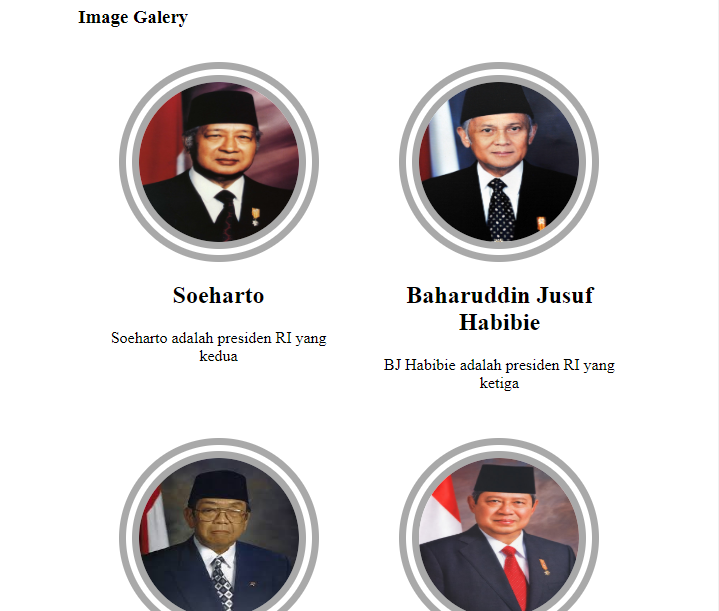 Image Galery
Soeharto
Soeharto adalah presiden RI yang
kedua
Baharuddin Jusuf
Habibie
BJ Habibie adalah presiden RI yang
ketiga